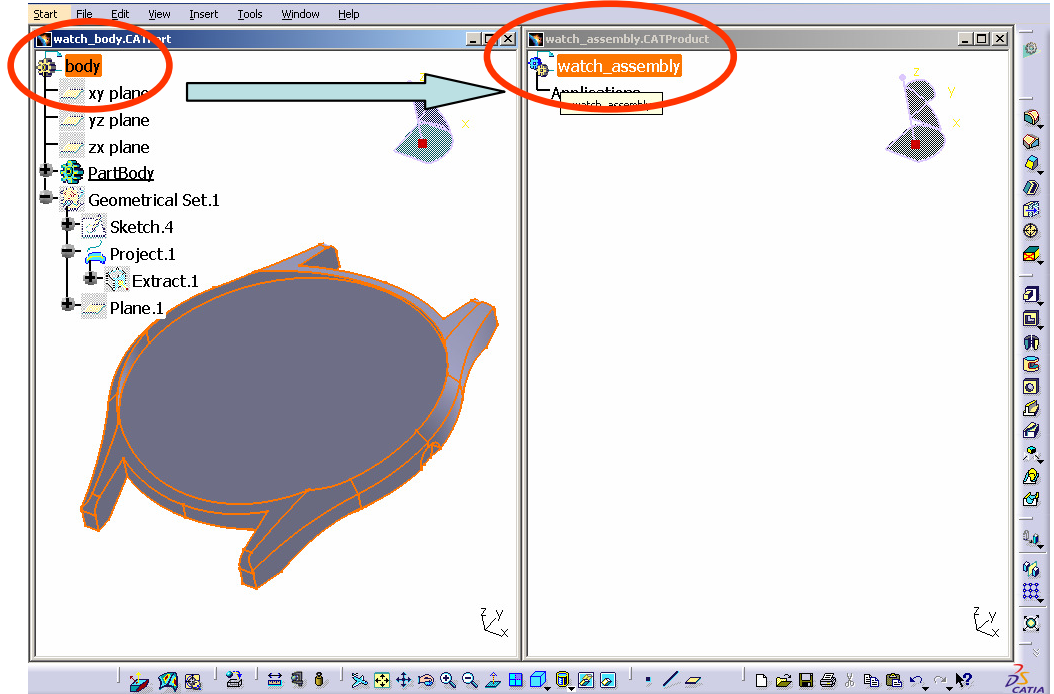 Start File Edit View Insert Tools Window Help
watch_body.CATPart
watch_assembly.CATProduct
body
watch_assembly
xy plane
Applications
watch_assembly
yz plane
zx plane
PartBody
Geometrical Set.1
Sketch.4
Project.1
Extract.1
Plane.1
x
z
y
x
z y
x
z y
x
CATIA